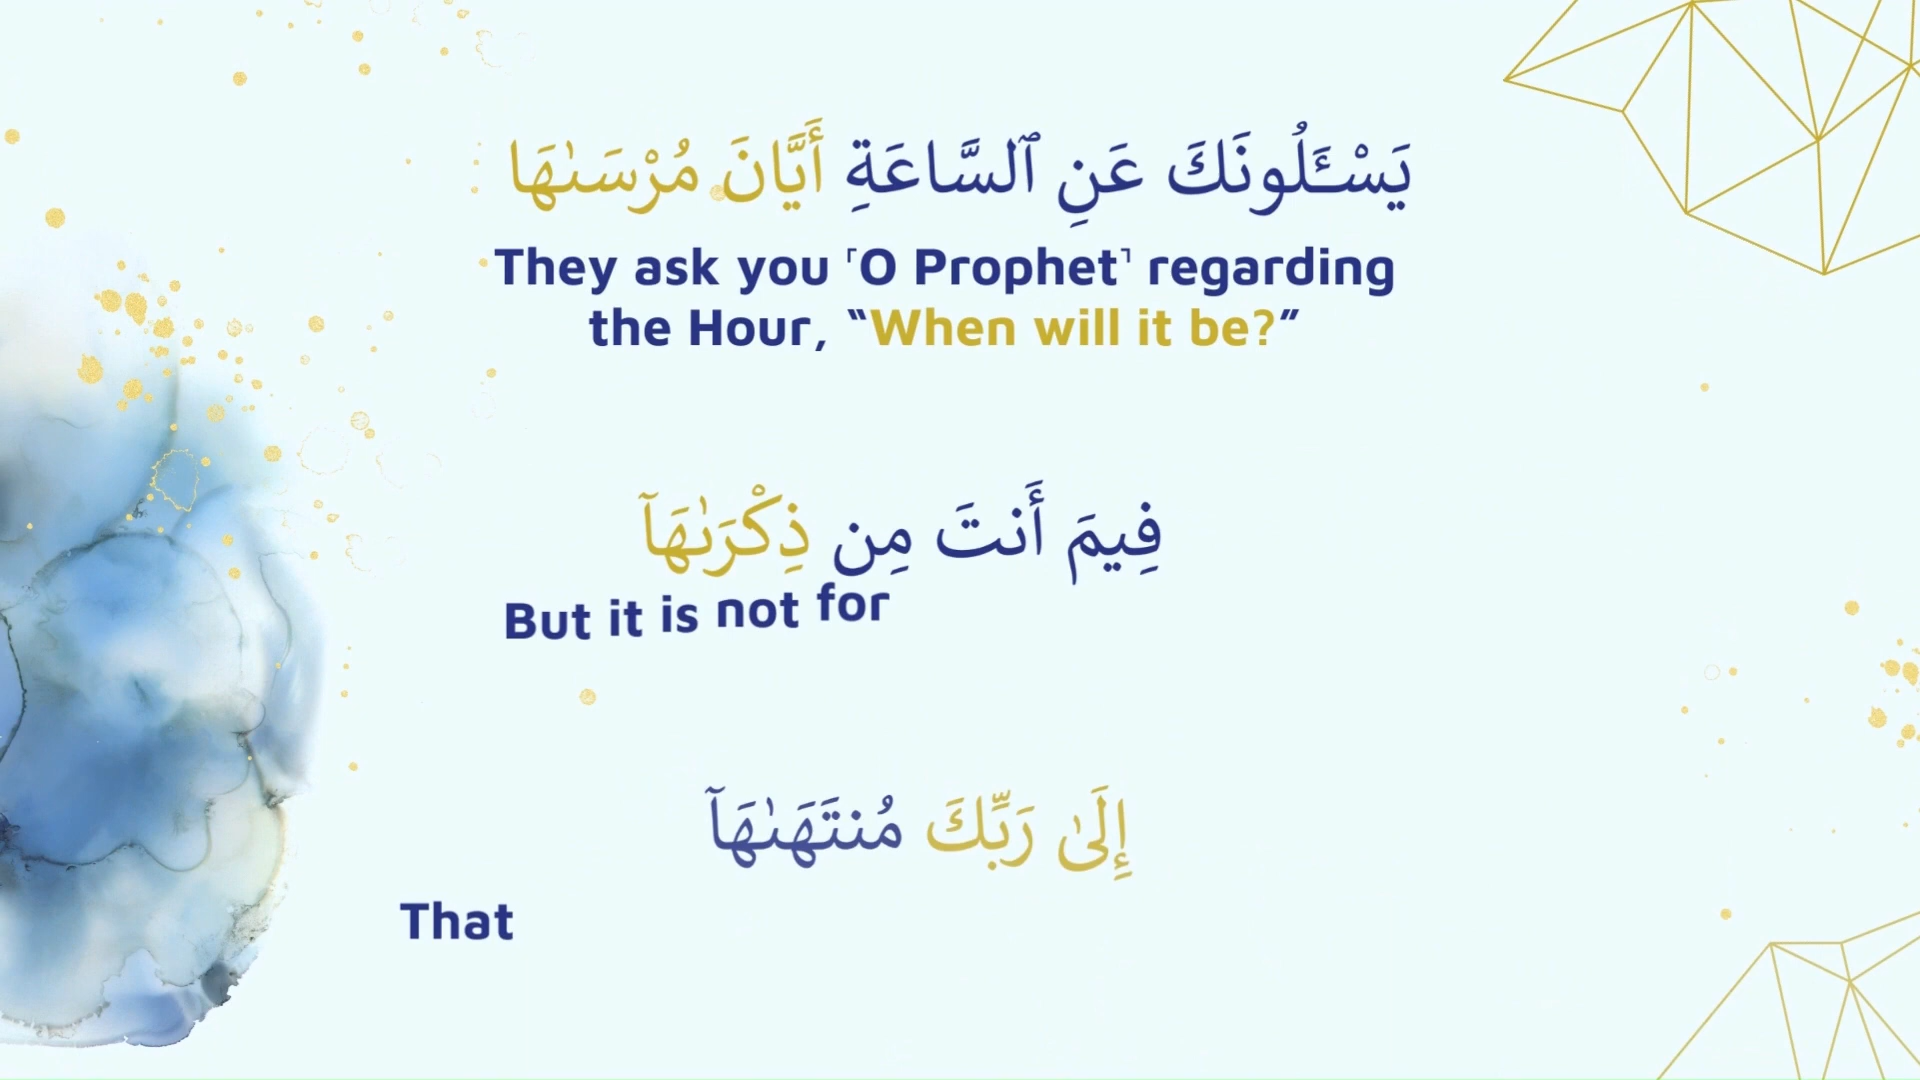 يَسْـَٔلُونَكَ عَنِ ٱلسَّاعَةِ أَيَّانَ مُرْسَىٰهَا
They ask you ˹O Prophet˺ regarding
the Hour, “When will it be?”
فِيمَ أَنتَ مِن ذِكْرَىٰهَآ
But it is not for
إِلَىٰ رَبِّكَ مُنتَهَىٰهَآ
That